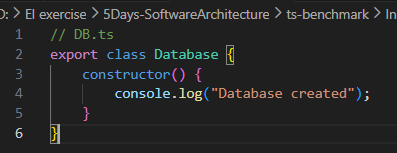 D: > EI exercise > 5Days-SoftwareArchitecture > ts-benchmark > In
1 // DB.ts
2 export class Database {
3     constructor() {
4         console.log("Database created");
5     }
6 }